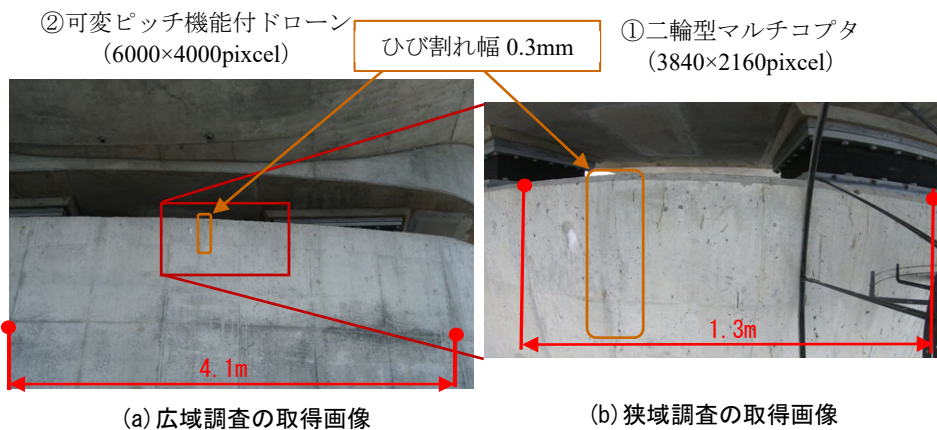 ②可変ピッチ機能付ドローン
(6000×4000pixcel)
ひび割れ幅 0.3mm
①二輪型マルチコプタ
(3840×2160pixcel)
4.1m
1.3m
(a)広域調査の取得画像
(b)狭域調査の取得画像